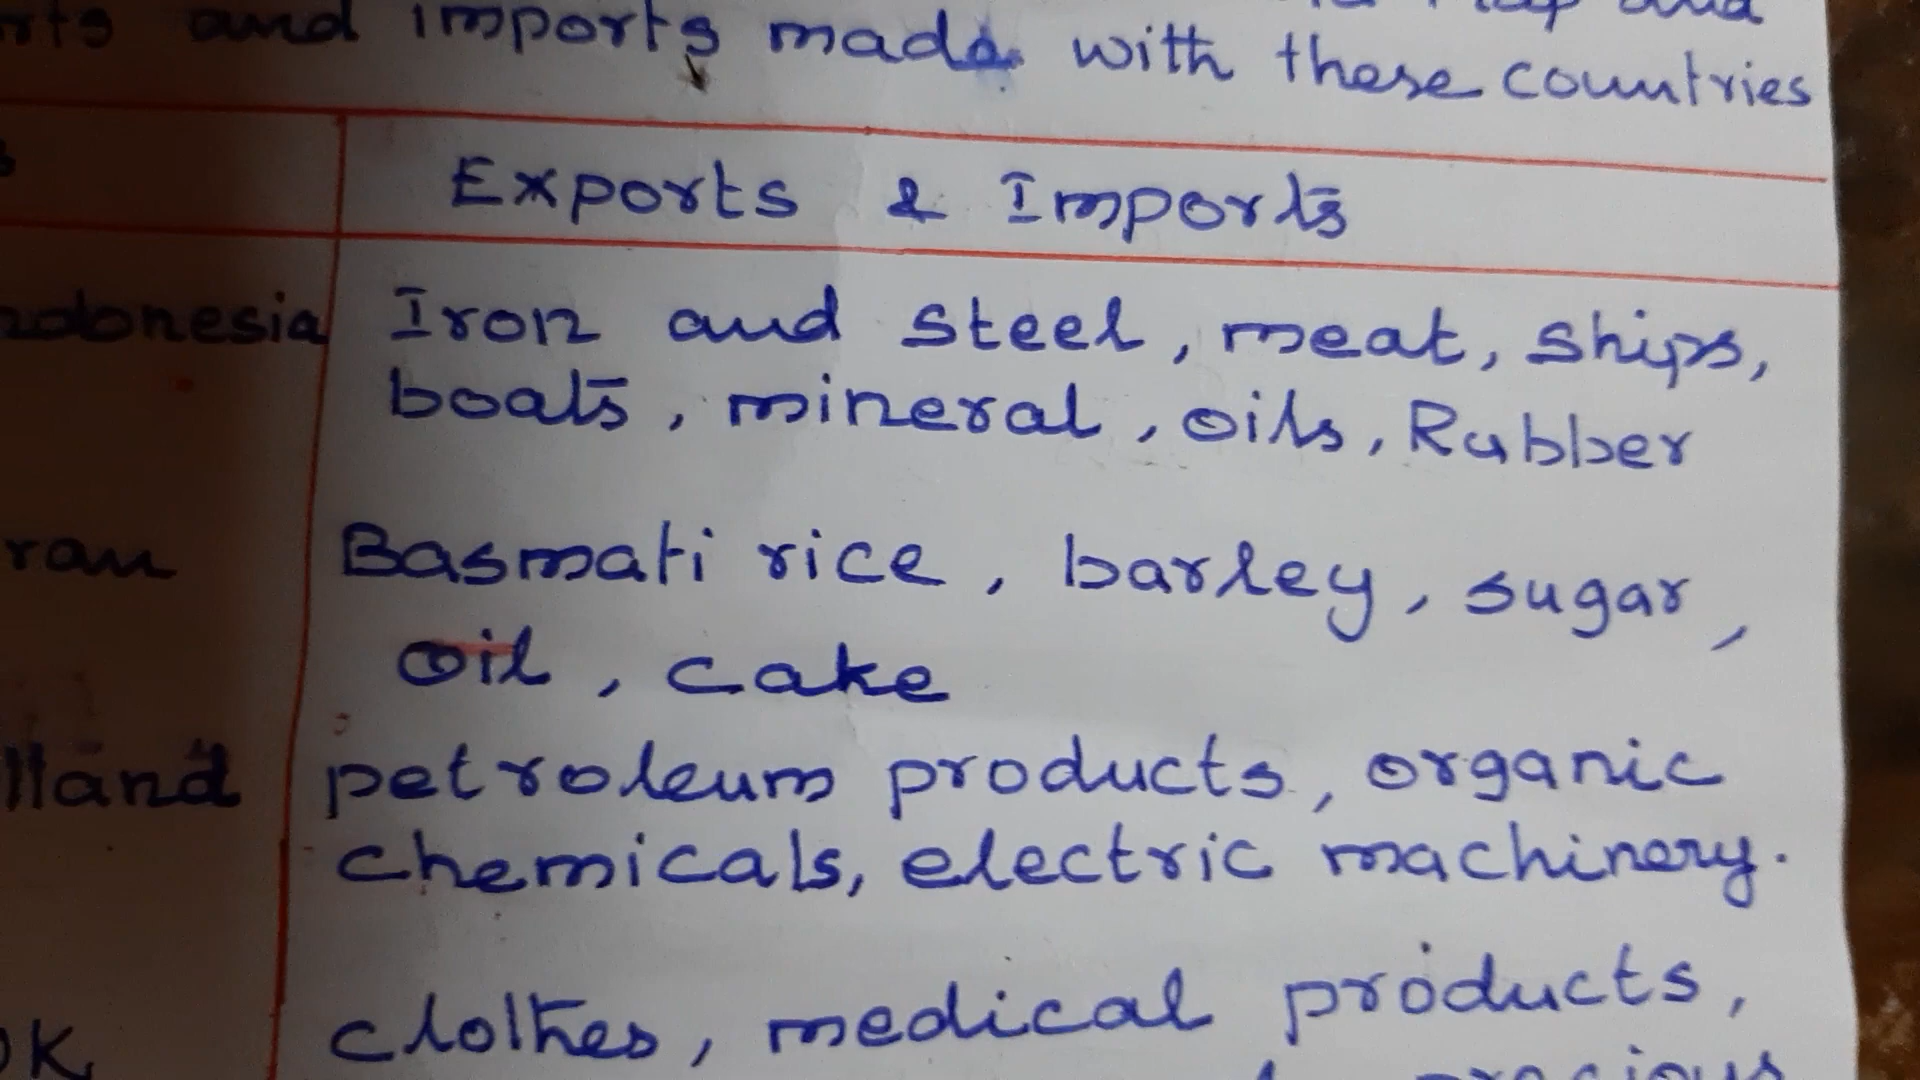 and imports made with these countries
Exports & Imports
Iron and steel, meat, ships,
boats, mineral, oils, Rubber
Basmati rice, barley, sugar,
oil, cake
petroleum products, organic
chemicals, electric machinery.
clothes, medical products,